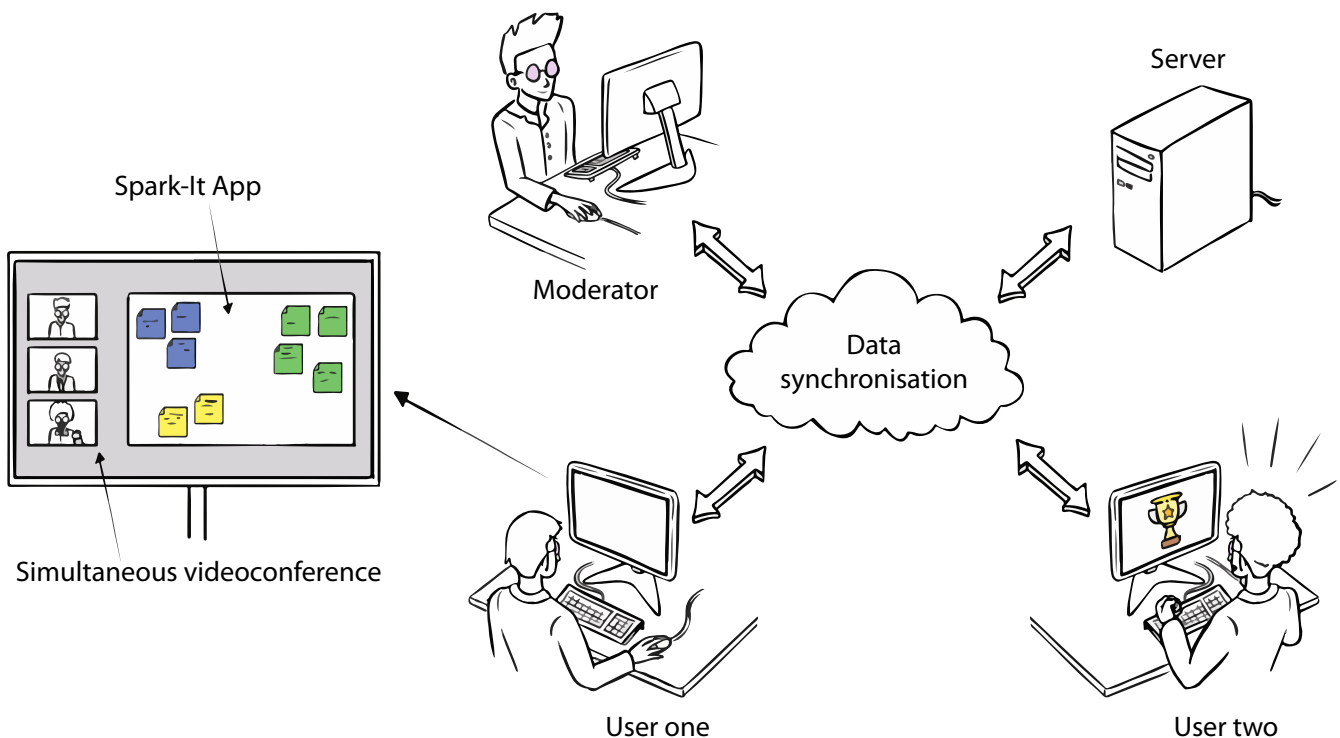 Server
Spark-It App
Moderator
Data
synchronisation
Simultaneous videoconference
User one
User two